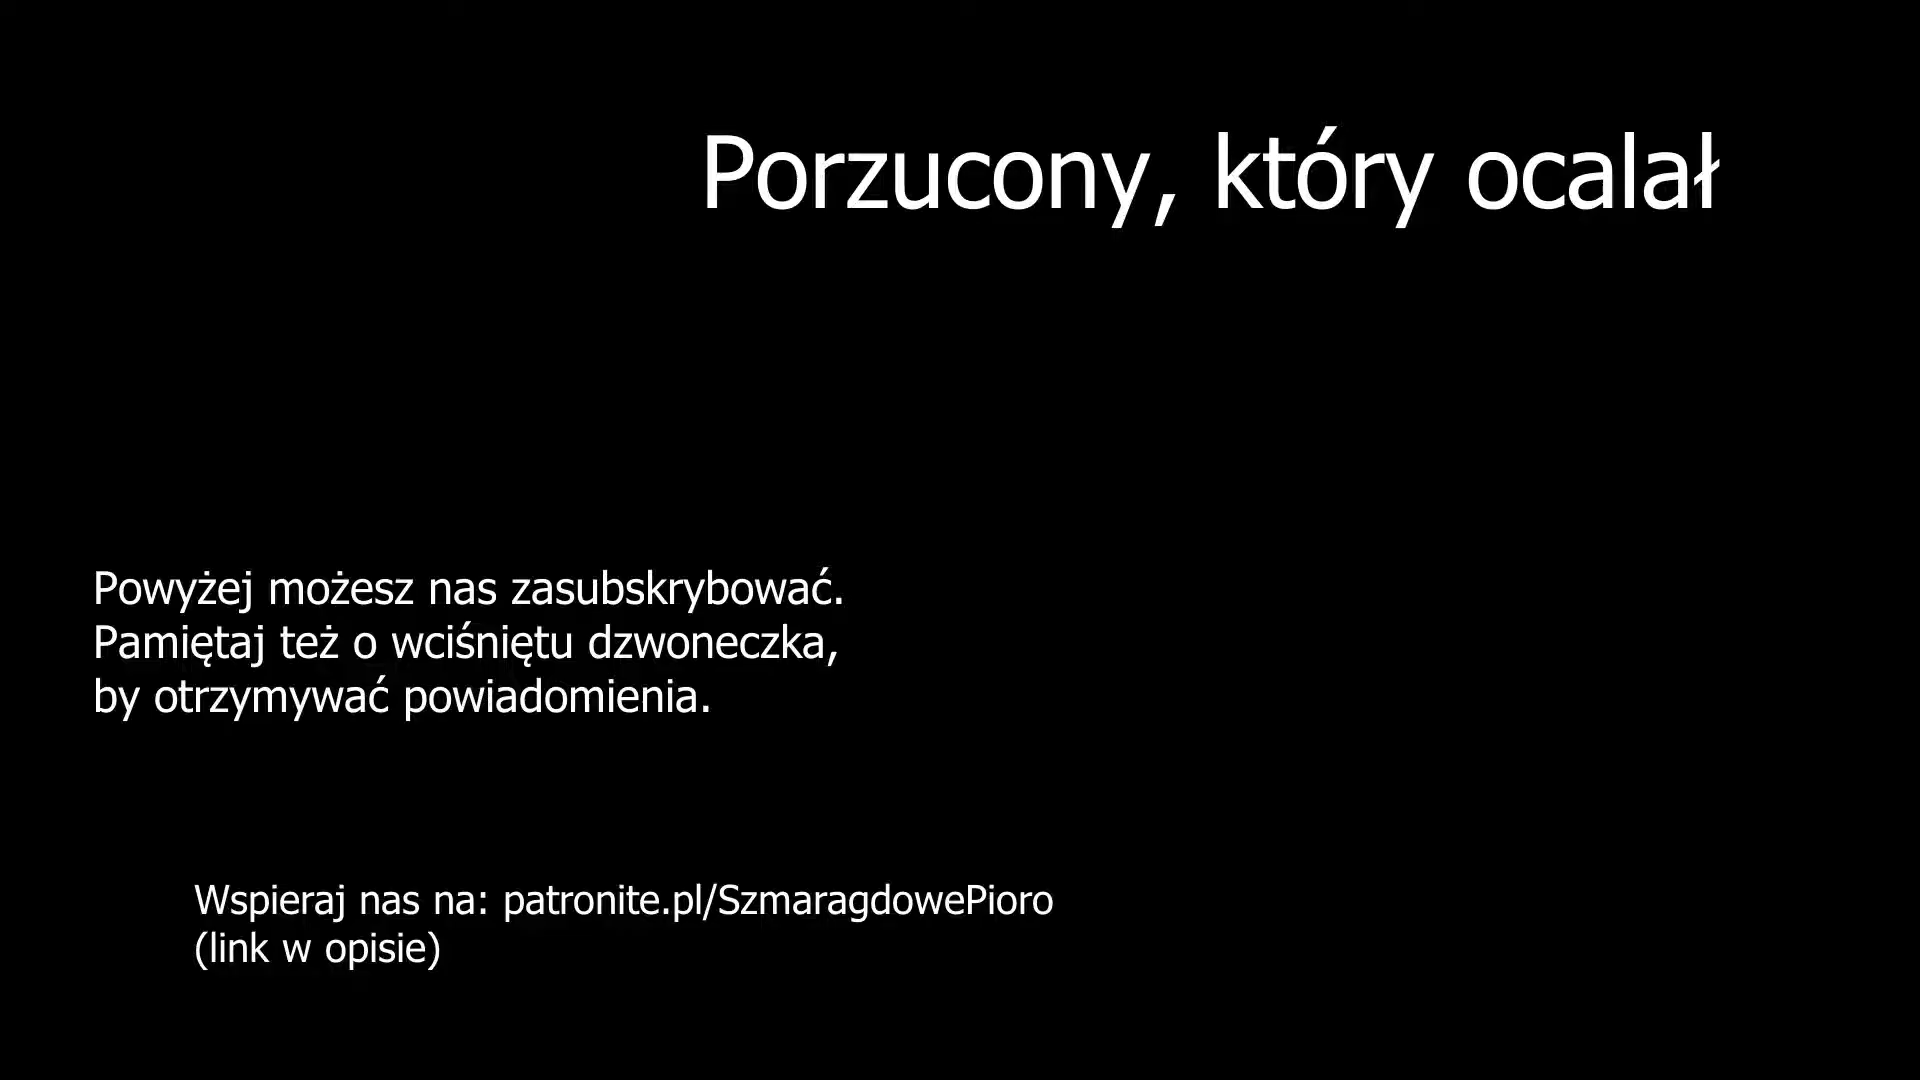 Porzucony, który ocalał
Powyżej możesz nas zasubskrybować.
Pamiętaj też o wciśniętu dzwoneczka,
by otrzymywać powiadomienia.
Wspieraj nas na: patronite.pl/SzmaragdowePioro
(link w opisie)